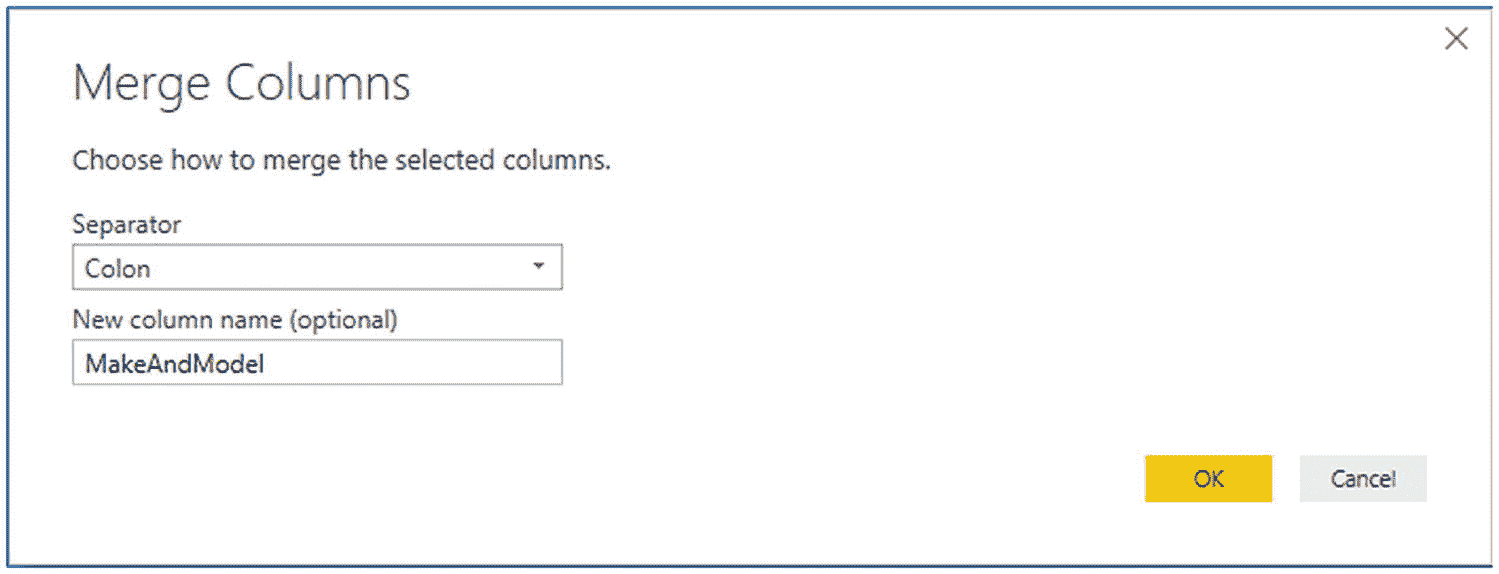 Merge Columns
Choose how to merge the selected columns.
Separator
Colon
New column name (optional)
MakeAndModel
OK
Cancel